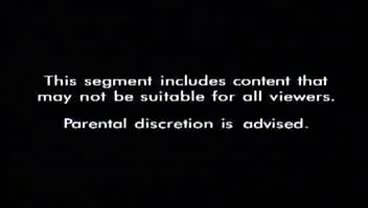 This segment includes content that
may not be suitable for all viewers.
Parental discretion is advised.